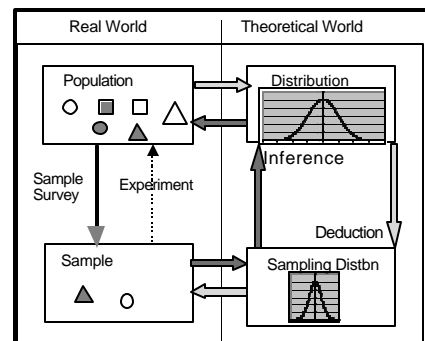 Real World
Theoretical World
Population
Distribution
Inference
Sample
Survey
Experiment
Deduction
Sample
Sampling Distbn